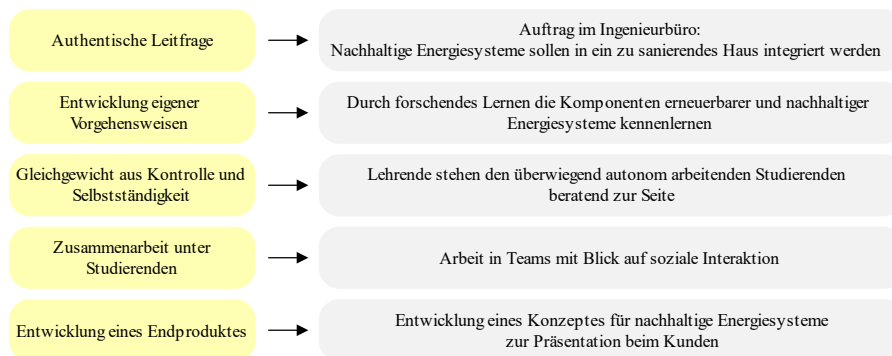 Authentische Leitfrage
Auftrag im Ingenieurbüro:
Nachhaltige Energiesysteme sollen in ein zu sanierendes Haus integriert werden
Entwicklung eigener
Vorgehensweisen
Durch forschendes Lernen die Komponenten erneuerbarer und nachhaltiger
Energiesysteme kennenlernen
Gleichgewicht aus Kontrolle und
Selbstständigkeit
Lehrende stehen den überwiegend autonom arbeitenden Studierenden
beratend zur Seite
Zusammenarbeit unter
Studierenden
Arbeit in Teams mit Blick auf soziale Interaktion
Entwicklung eines Endproduktes
Entwicklung eines Konzeptes für nachhaltige Energiesysteme
zur Präsentation beim Kunden